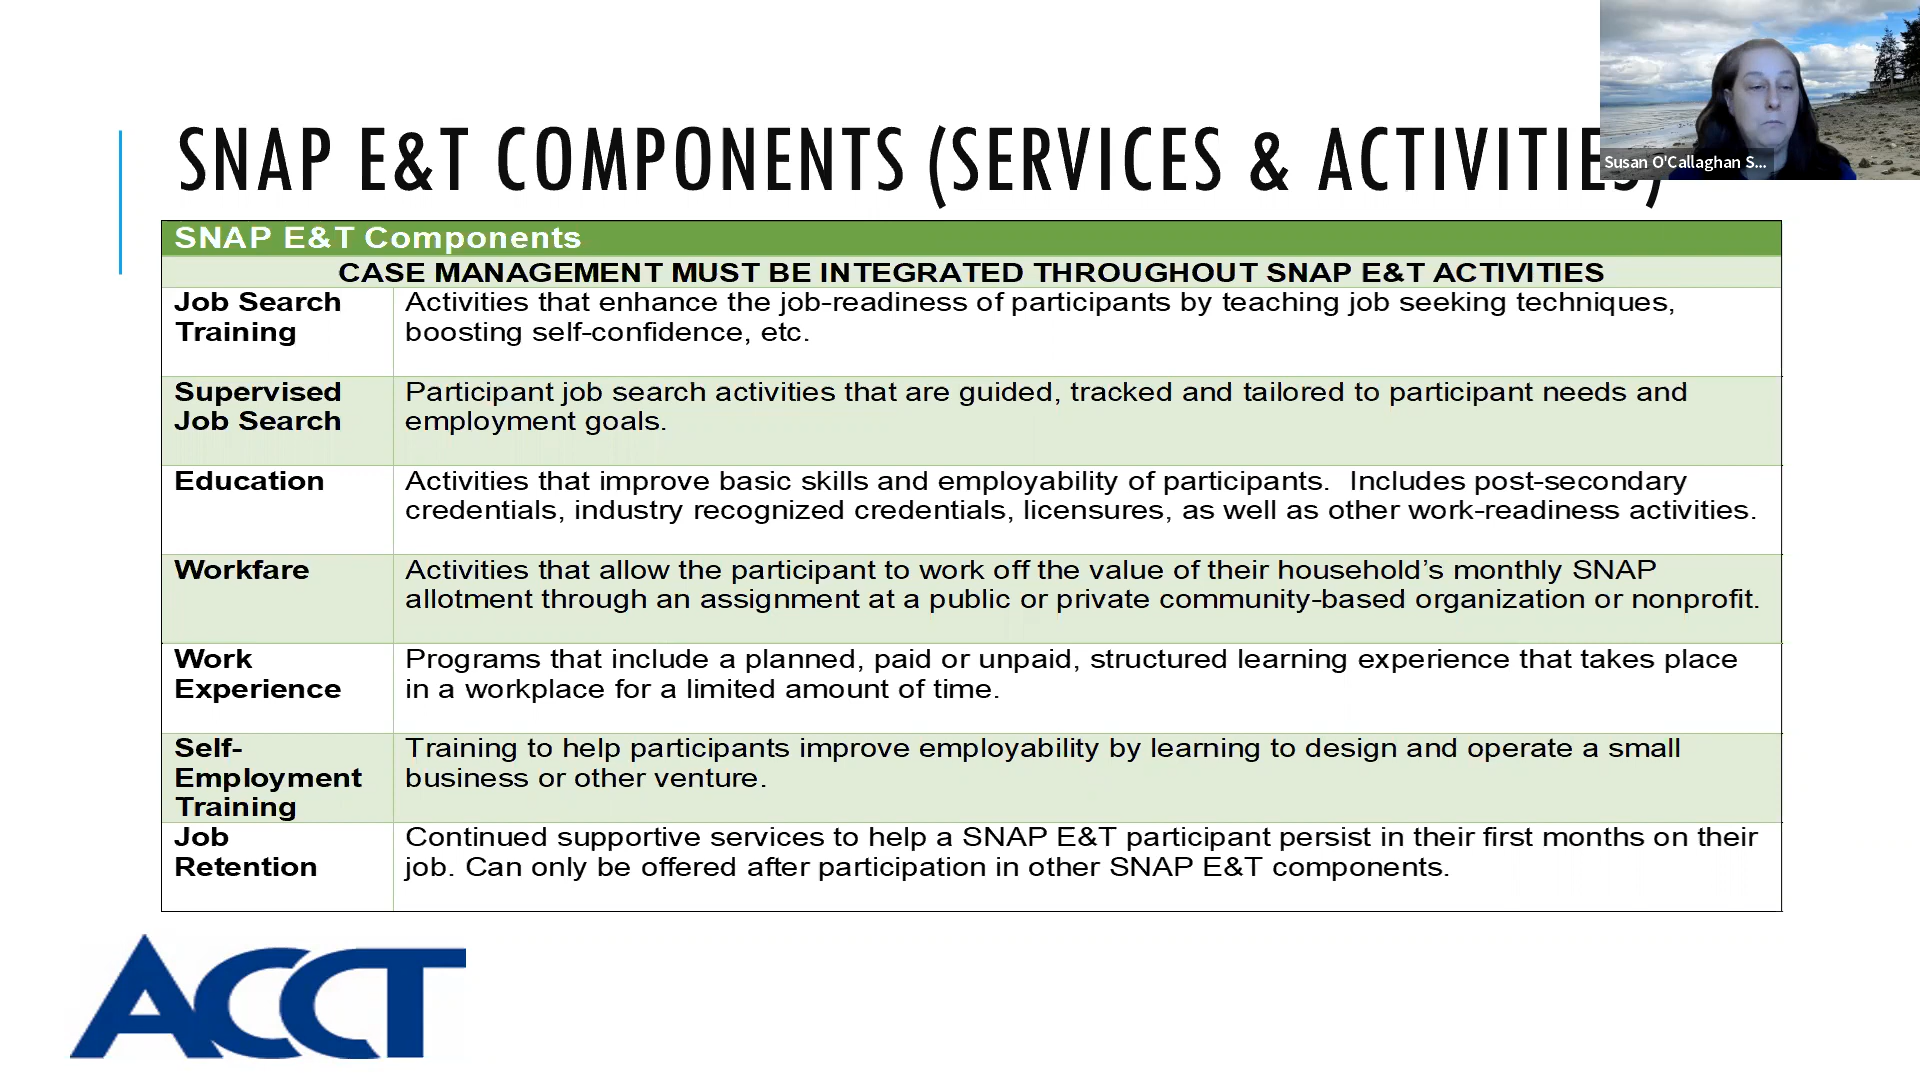 SNAP E&T COMPONENTS (SERVICES & ACTIVITIES)
Susan O'Callaghan S...
SNAP E&T Components
CASE MANAGEMENT MUST BE INTEGRATED THROUGHOUT SNAP E&T ACTIVITIES
Job Search
Training
Activities that enhance the job-readiness of participants by teaching job seeking techniques,
boosting self-confidence, etc.
Supervised
Job Search
Participant job search activities that are guided, tracked and tailored to participant needs and
employment goals.
Education
Activities that improve basic skills and employability of participants.  Includes post-secondary
credentials, industry recognized credentials, licensures, as well as other work-readiness activities.
Workfare
Activities that allow the participant to work off the value of their household’s monthly SNAP
allotment through an assignment at a public or private community-based organization or nonprofit.
Work
Experience
Programs that include a planned, paid or unpaid, structured learning experience that takes place
in a workplace for a limited amount of time.
Self-
Employment
Training
Training to help participants improve employability by learning to design and operate a small
business or other venture.
Job
Retention
Continued supportive services to help a SNAP E&T participant persist in their first months on their
job. Can only be offered after participation in other SNAP E&T components.
ACCT